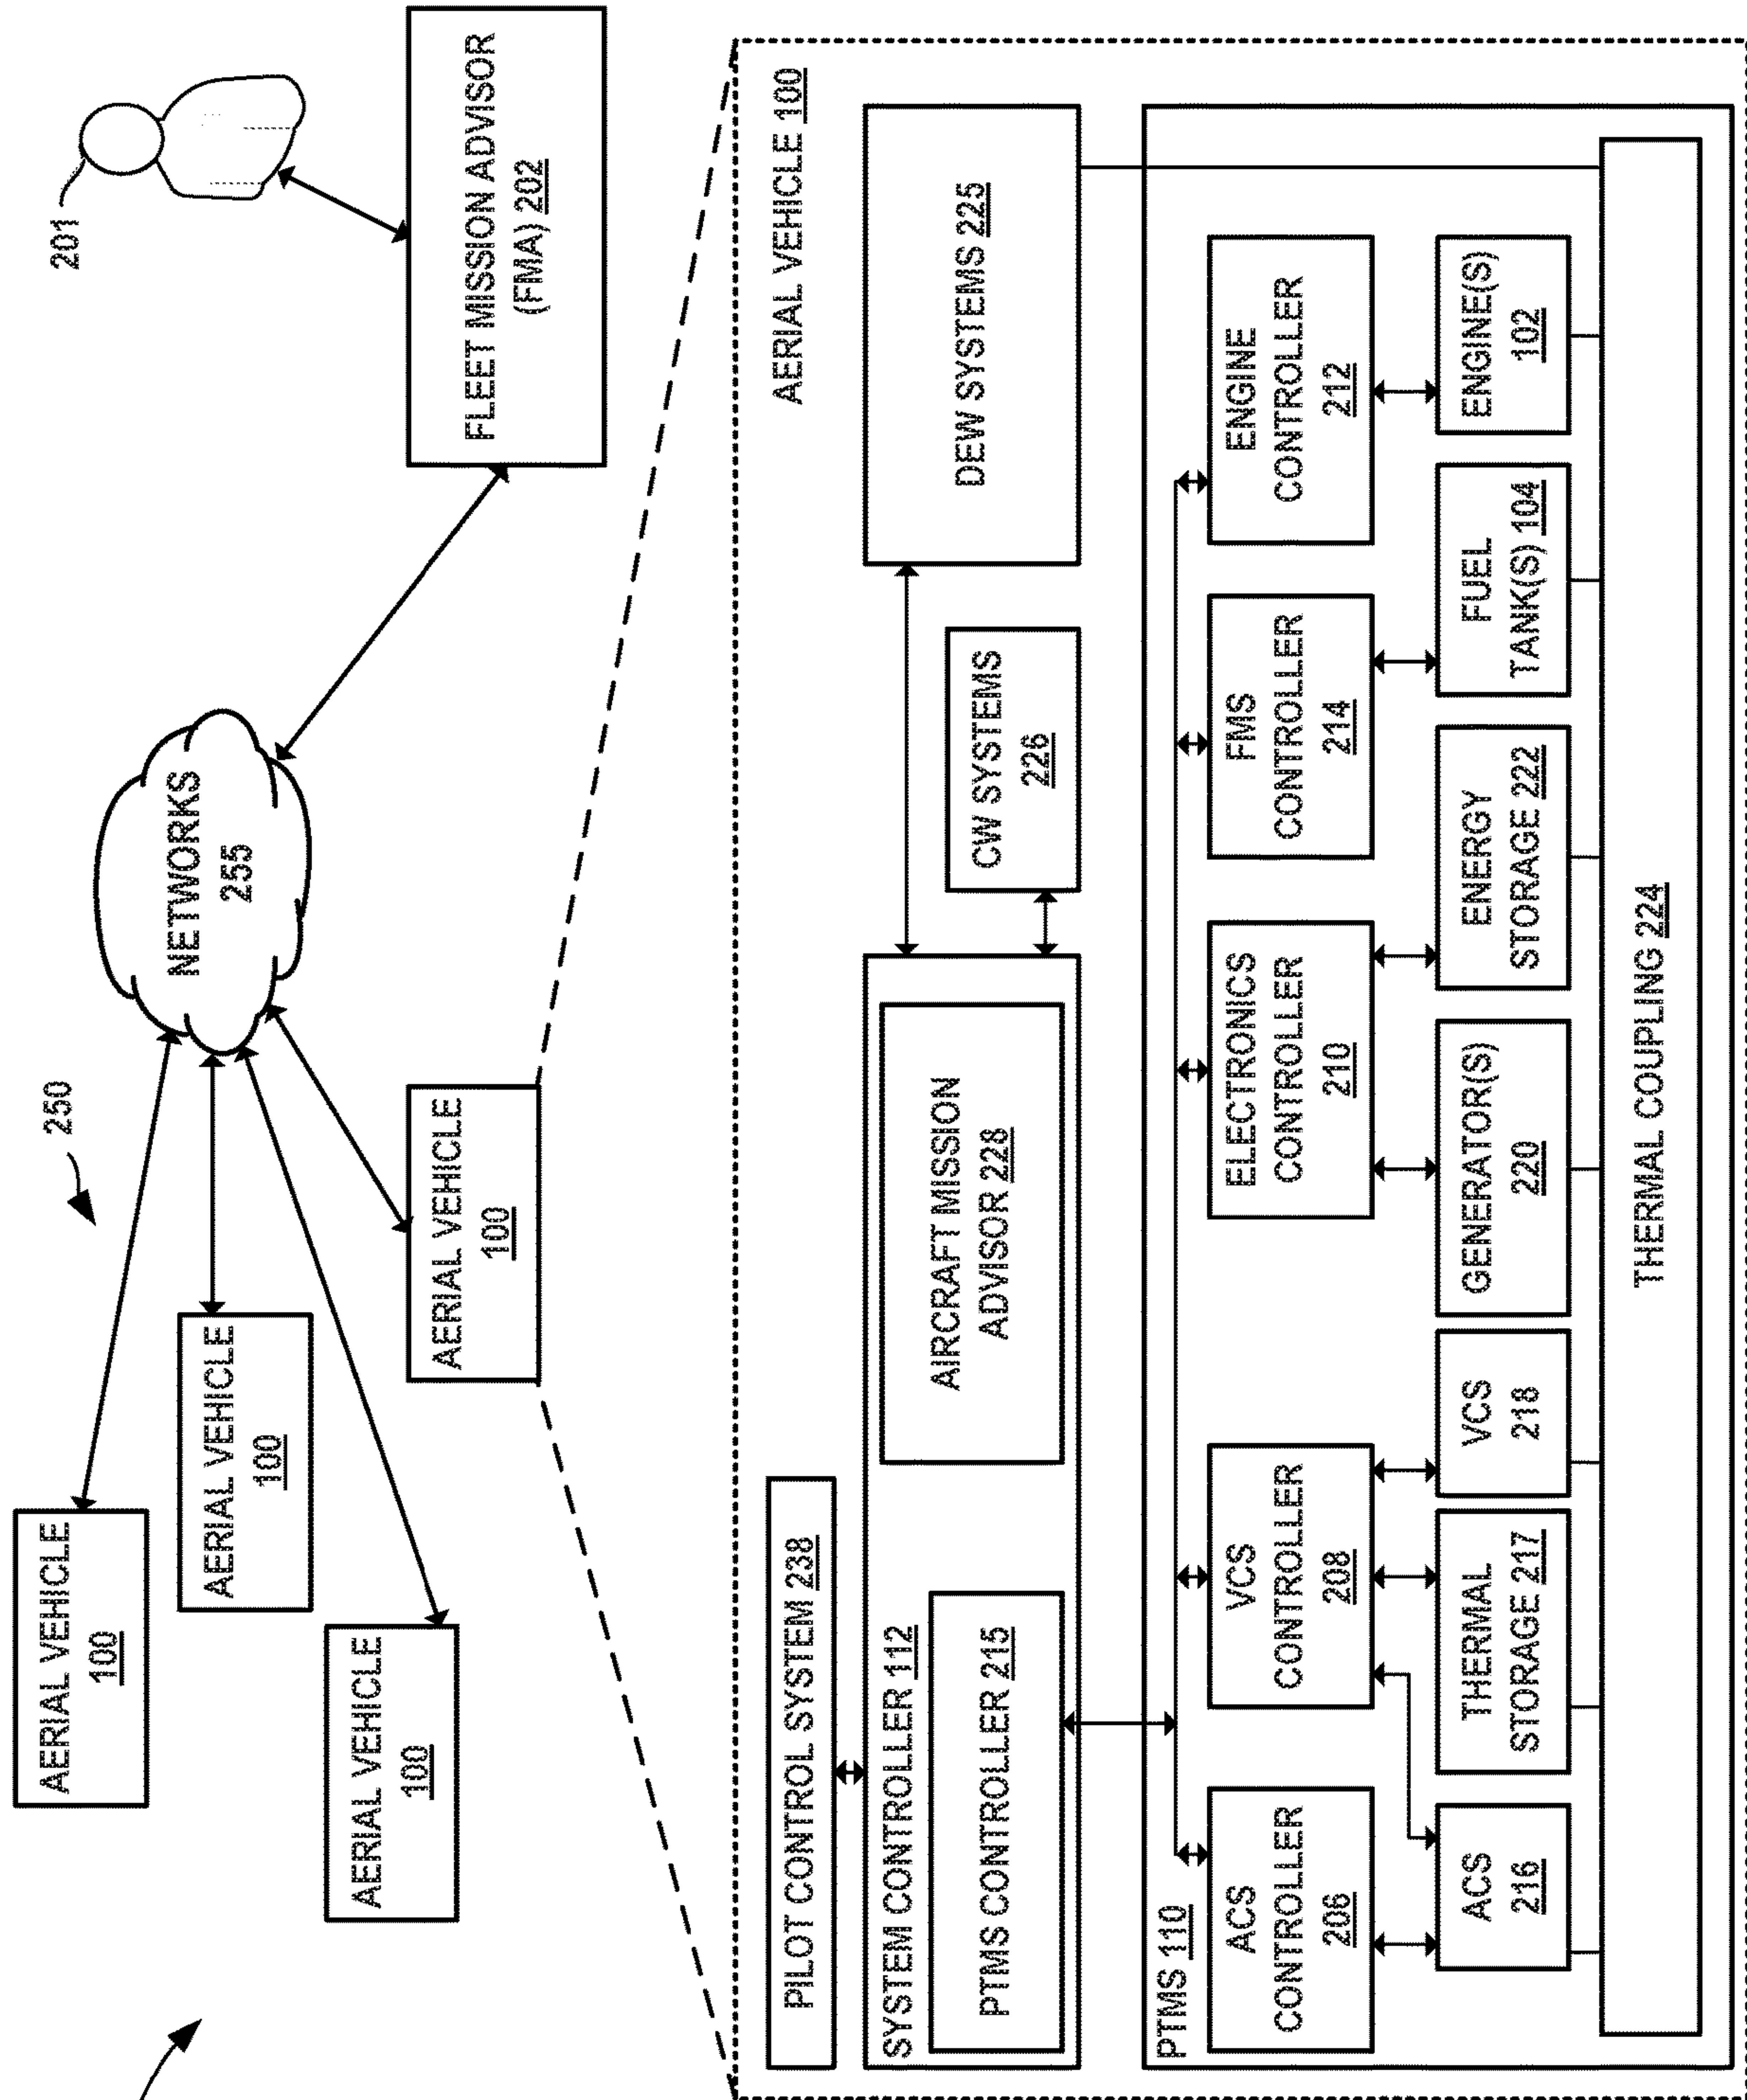 201
FLEET MISSION ADVISOR
(FMA) 202
NETWORKS
255
250
AERIAL VEHICLE
100
AERIAL VEHICLE
100
AERIAL VEHICLE
100
AERIAL VEHICLE
100
AERIAL VEHICLE 100
PILOT CONTROL SYSTEM 238
SYSTEM CONTROLLER 112
PTMS CONTROLLER 215
AIRCRAFT MISSION
ADVISOR 228
CW SYSTEMS
226
DEW SYSTEMS 225
PTMS 110
ACS
CONTROLLER
206
VCS
CONTROLLER
208
ELECTRONICS
CONTROLLER
210
FMS
CONTROLLER
214
ENGINE
CONTROLLER
212
ACS
216
THERMAL
STORAGE 217
VCS
218
GENERATOR(S)
220
ENERGY
STORAGE 222
FUEL
TANK(S) 104
ENGINE(S)
102
THERMAL COUPLING 224